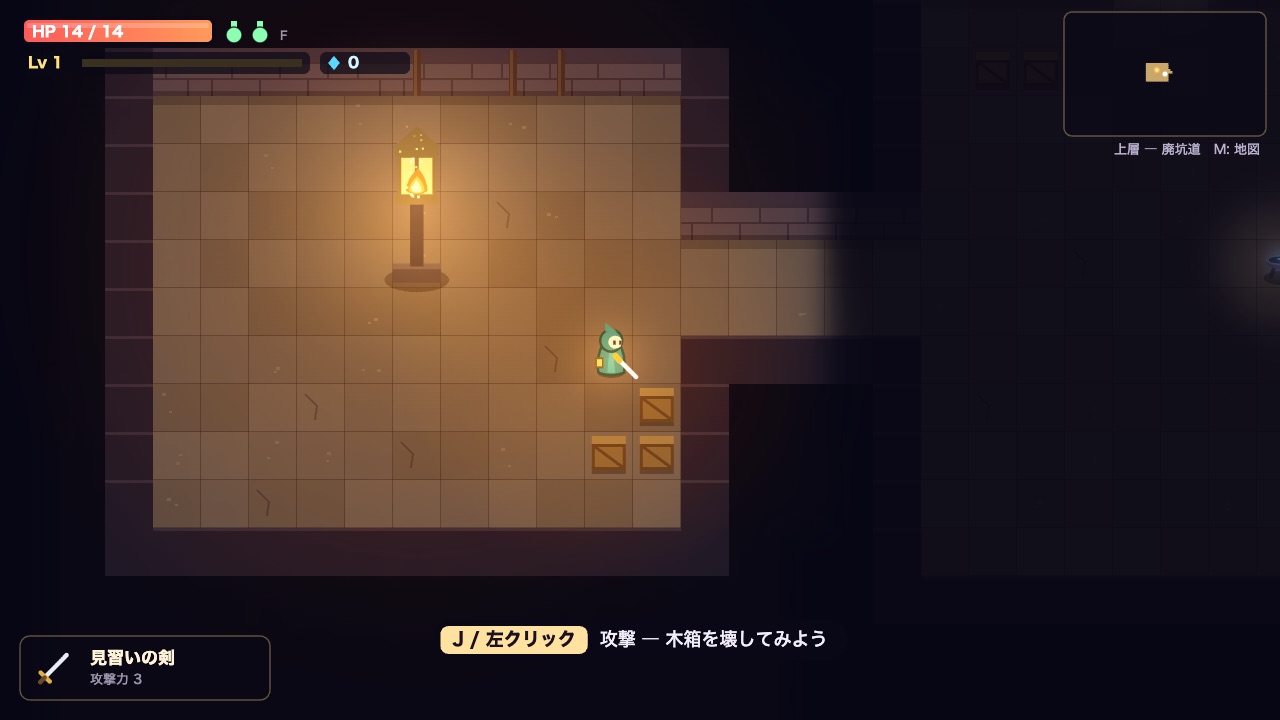 HP 14 / 14
F
Lv 1
0
上層 — 廃坑道 M: 地図
J / 左クリック 攻撃 — 木箱を壊してみよう
見習いの剣
攻撃力 3